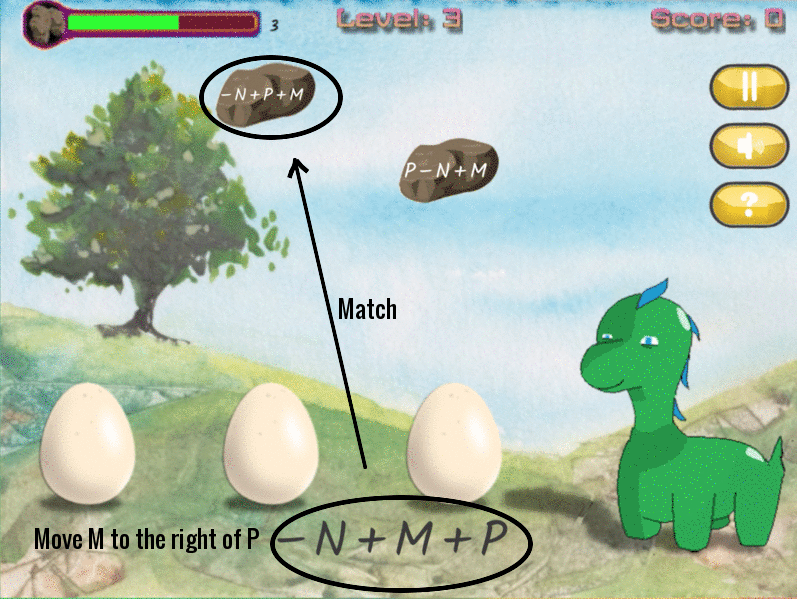 3
Level: 3
Score: 0
-N+P+M
P-N+M
?
Match
Move M to the right of P
-N+M+P